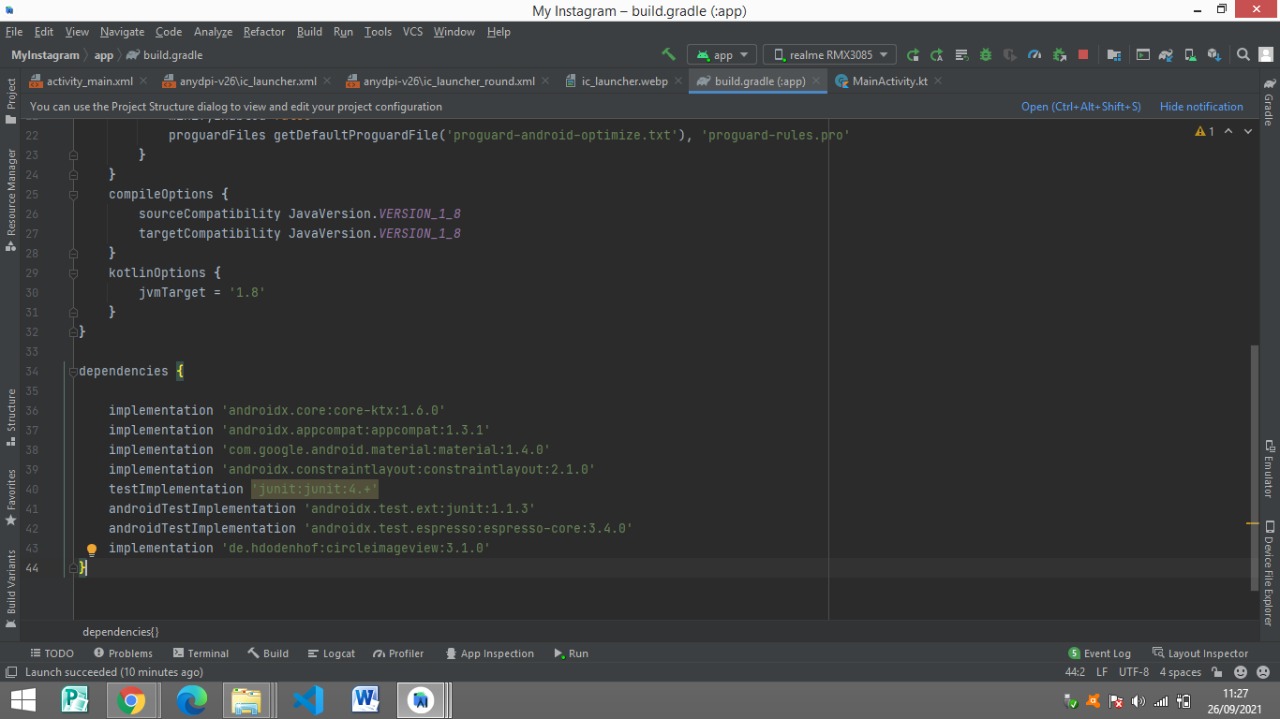 My Instagram – build.gradle (:app)
File Edit View Navigate Code Analyze Refactor Build Run Tools VCS Window Help
MyInstagram app build.gradle
app
realme RMX3085
Project
activity_main.xml
anydpi-v26\ic_launcher.xml
anydpi-v26\ic_launcher_round.xml
ic_launcher.webp
build.gradle (:app)
MainActivity.kt
Gradle
You can use the Project Structure dialog to view and edit your project configuration
Open (Ctrl+Alt+Shift+S)
Hide notification
22 proguardFiles getDefaultProguardFile('proguard-android-optimize.txt'), 'proguard-rules.pro'
1
23 }
24 }
25 compileOptions {
26 sourceCompatibility JavaVersion.VERSION_1_8
27 targetCompatibility JavaVersion.VERSION_1_8
28 }
29 kotlinOptions {
30 jvmTarget = '1.8'
31 }
32 }
33
34 dependencies {
35
36 implementation 'androidx.core:core-ktx:1.6.0'
37 implementation 'androidx.appcompat:appcompat:1.3.1'
38 implementation 'com.google.android.material:material:1.4.0'
39 implementation 'androidx.constraintlayout:constraintlayout:2.1.0'
40 testImplementation 'junit:junit:4.+'
41 androidTestImplementation 'androidx.test.ext:junit:1.1.3'
42 androidTestImplementation 'androidx.test.espresso:espresso-core:3.4.0'
43 implementation 'de.hdodenhof:circleimageview:3.1.0'
44 }
Resource Manager
Structure
Favorites
Build Variants
Emulator
Device File Explorer
dependencies{}
TODO Problems Terminal Build Logcat Profiler App Inspection Run
5 Event Log Layout Inspector
Launch succeeded (10 minutes ago)
44:2 LF UTF-8 4 spaces
11:27
26/09/2021